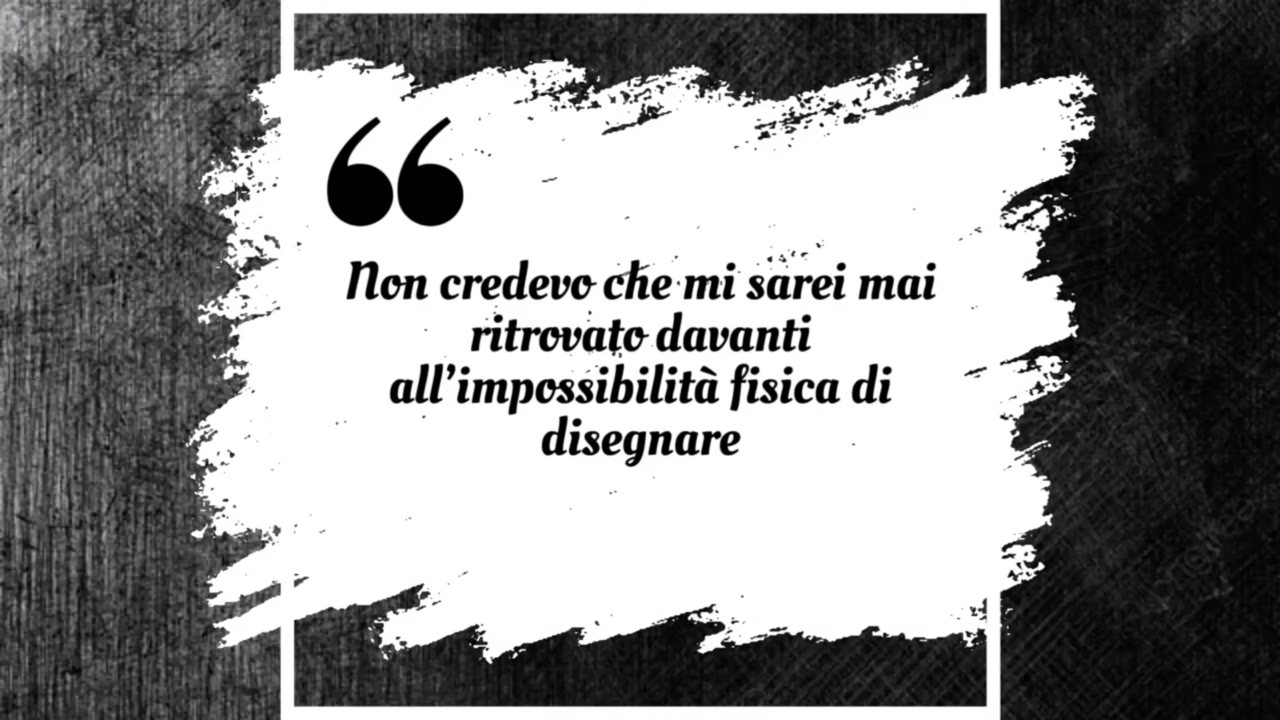 “
Non credevo che mi sarei mai
ritrovato davanti
all’impossibilità fisica di
disegnare